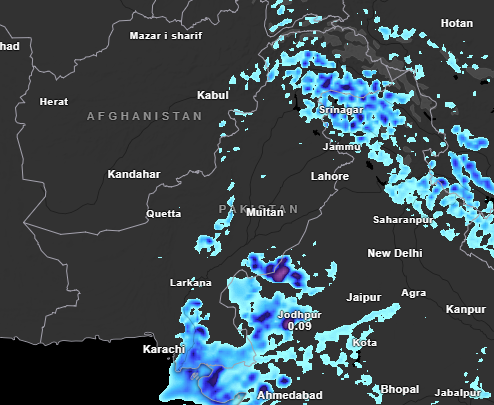 Hotan
Mazar i sharif
had
Kabul
Herat
Srinagar
AFGHANISTAN
Jammu
Kandahar
Lahore
PAKISTAN
Multan
Quetta
Saharanpur
New Delhi
Larkana
Jaipur
Agra
Jodhpur
Kanpur
0.09
Kota
Karachi
Bhopal
Jabalpur
Ahmedabad